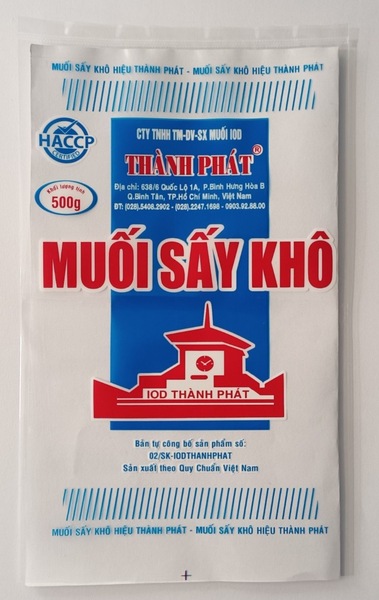 MUỐI SẤY KHÔ HIỆU THÀNH PHÁT - MUỐI SẤY KHÔ HIỆU THÀNH PHÁT
HACCP
CERTIFIED
CTY TNHH TM-DV-SX MUỐI IOD
THÀNH PHÁT®
Địa chỉ: 638/6 Quốc Lộ 1A, P.Bình Hưng Hòa B
Q.Bình Tân, TP.Hồ Chí Minh, Việt Nam
ĐT: (028).5408.2902 - (028).2247.1698 - 0903.92.88.00
Khối lượng tịnh
500g
MUỐI SẤY KHÔ
IOD THÀNH PHÁT
Bản tự công bố sản phẩm số:
02/SK-IODTHANHPHAT
Sản xuất theo Quy Chuẩn Việt Nam
MUỐI SẤY KHÔ HIỆU THÀNH PHÁT - MUỐI SẤY KHÔ HIỆU THÀNH PHÁT